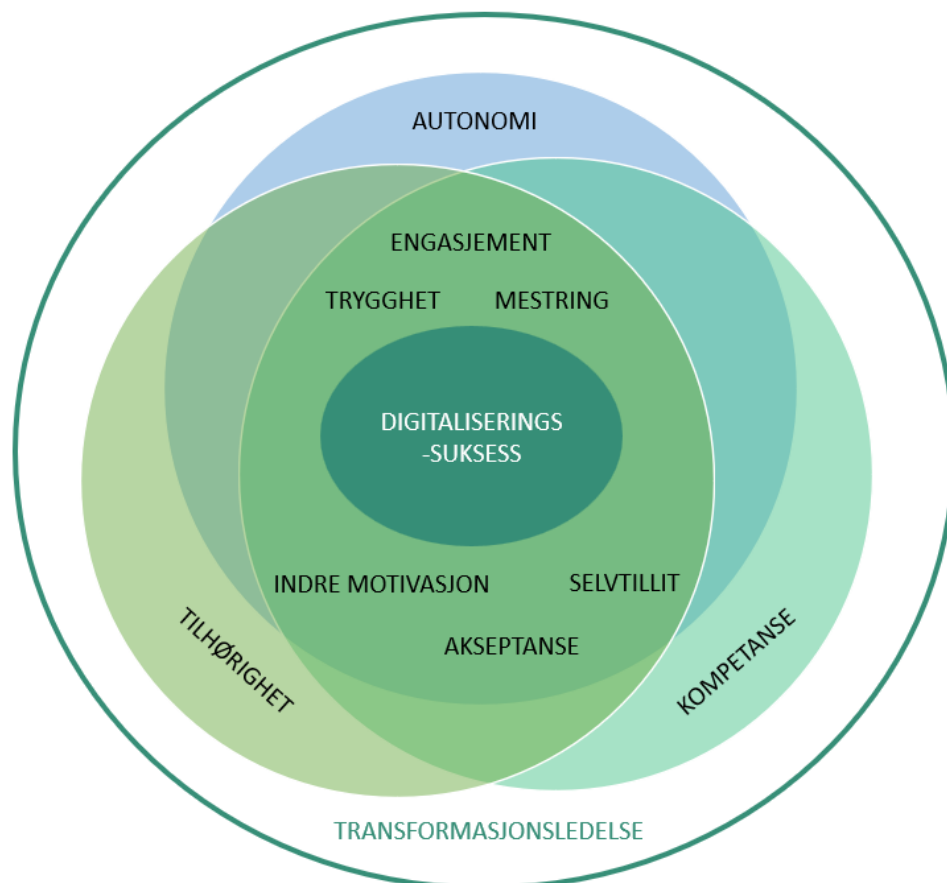 AUTONOMI
ENGASJEMENT
TRYGGHET
MESTRING
DIGITALISERINGS
-SUKSESS
INDRE MOTIVASJON
SELVTILLIT
AKSEPTANSE
TILHØRIGHET
KOMPETANSE
TRANSFORMASJONSLEDELSE